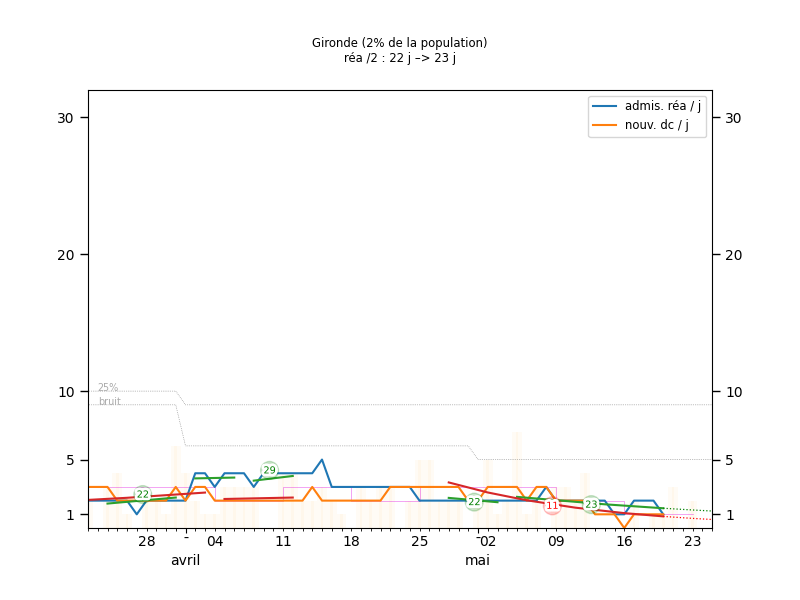 Gironde (2% de la population)
réa /2 : 22 j –> 23 j
admis. réa / j
nouv. dc / j
30 30
20 20
10 10
25%
bruit
5 5
29
22
22
11
23
1 1
28 - 04 11 18 25 -02 09 16 23
avril mai